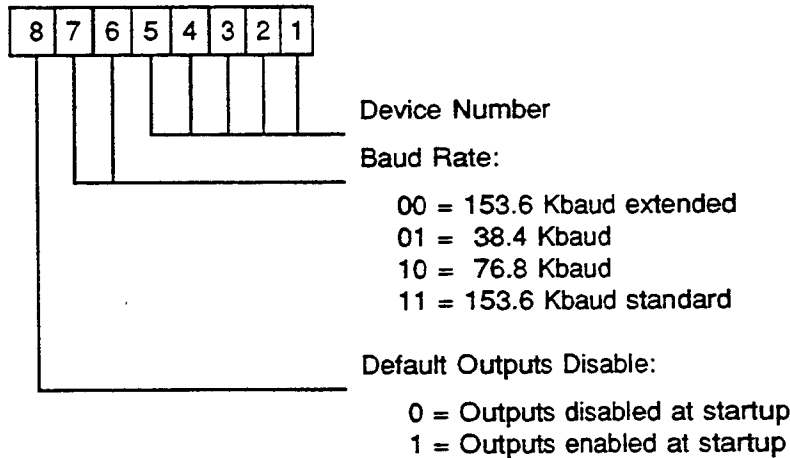 8 7 6 5 4 3 2 1
Device Number
Baud Rate:
00 = 153.6 Kbaud extended
01 = 38.4 Kbaud
10 = 76.8 Kbaud
11 = 153.6 Kbaud standard
Default Outputs Disable:
0 = Outputs disabled at startup
1 = Outputs enabled at startup